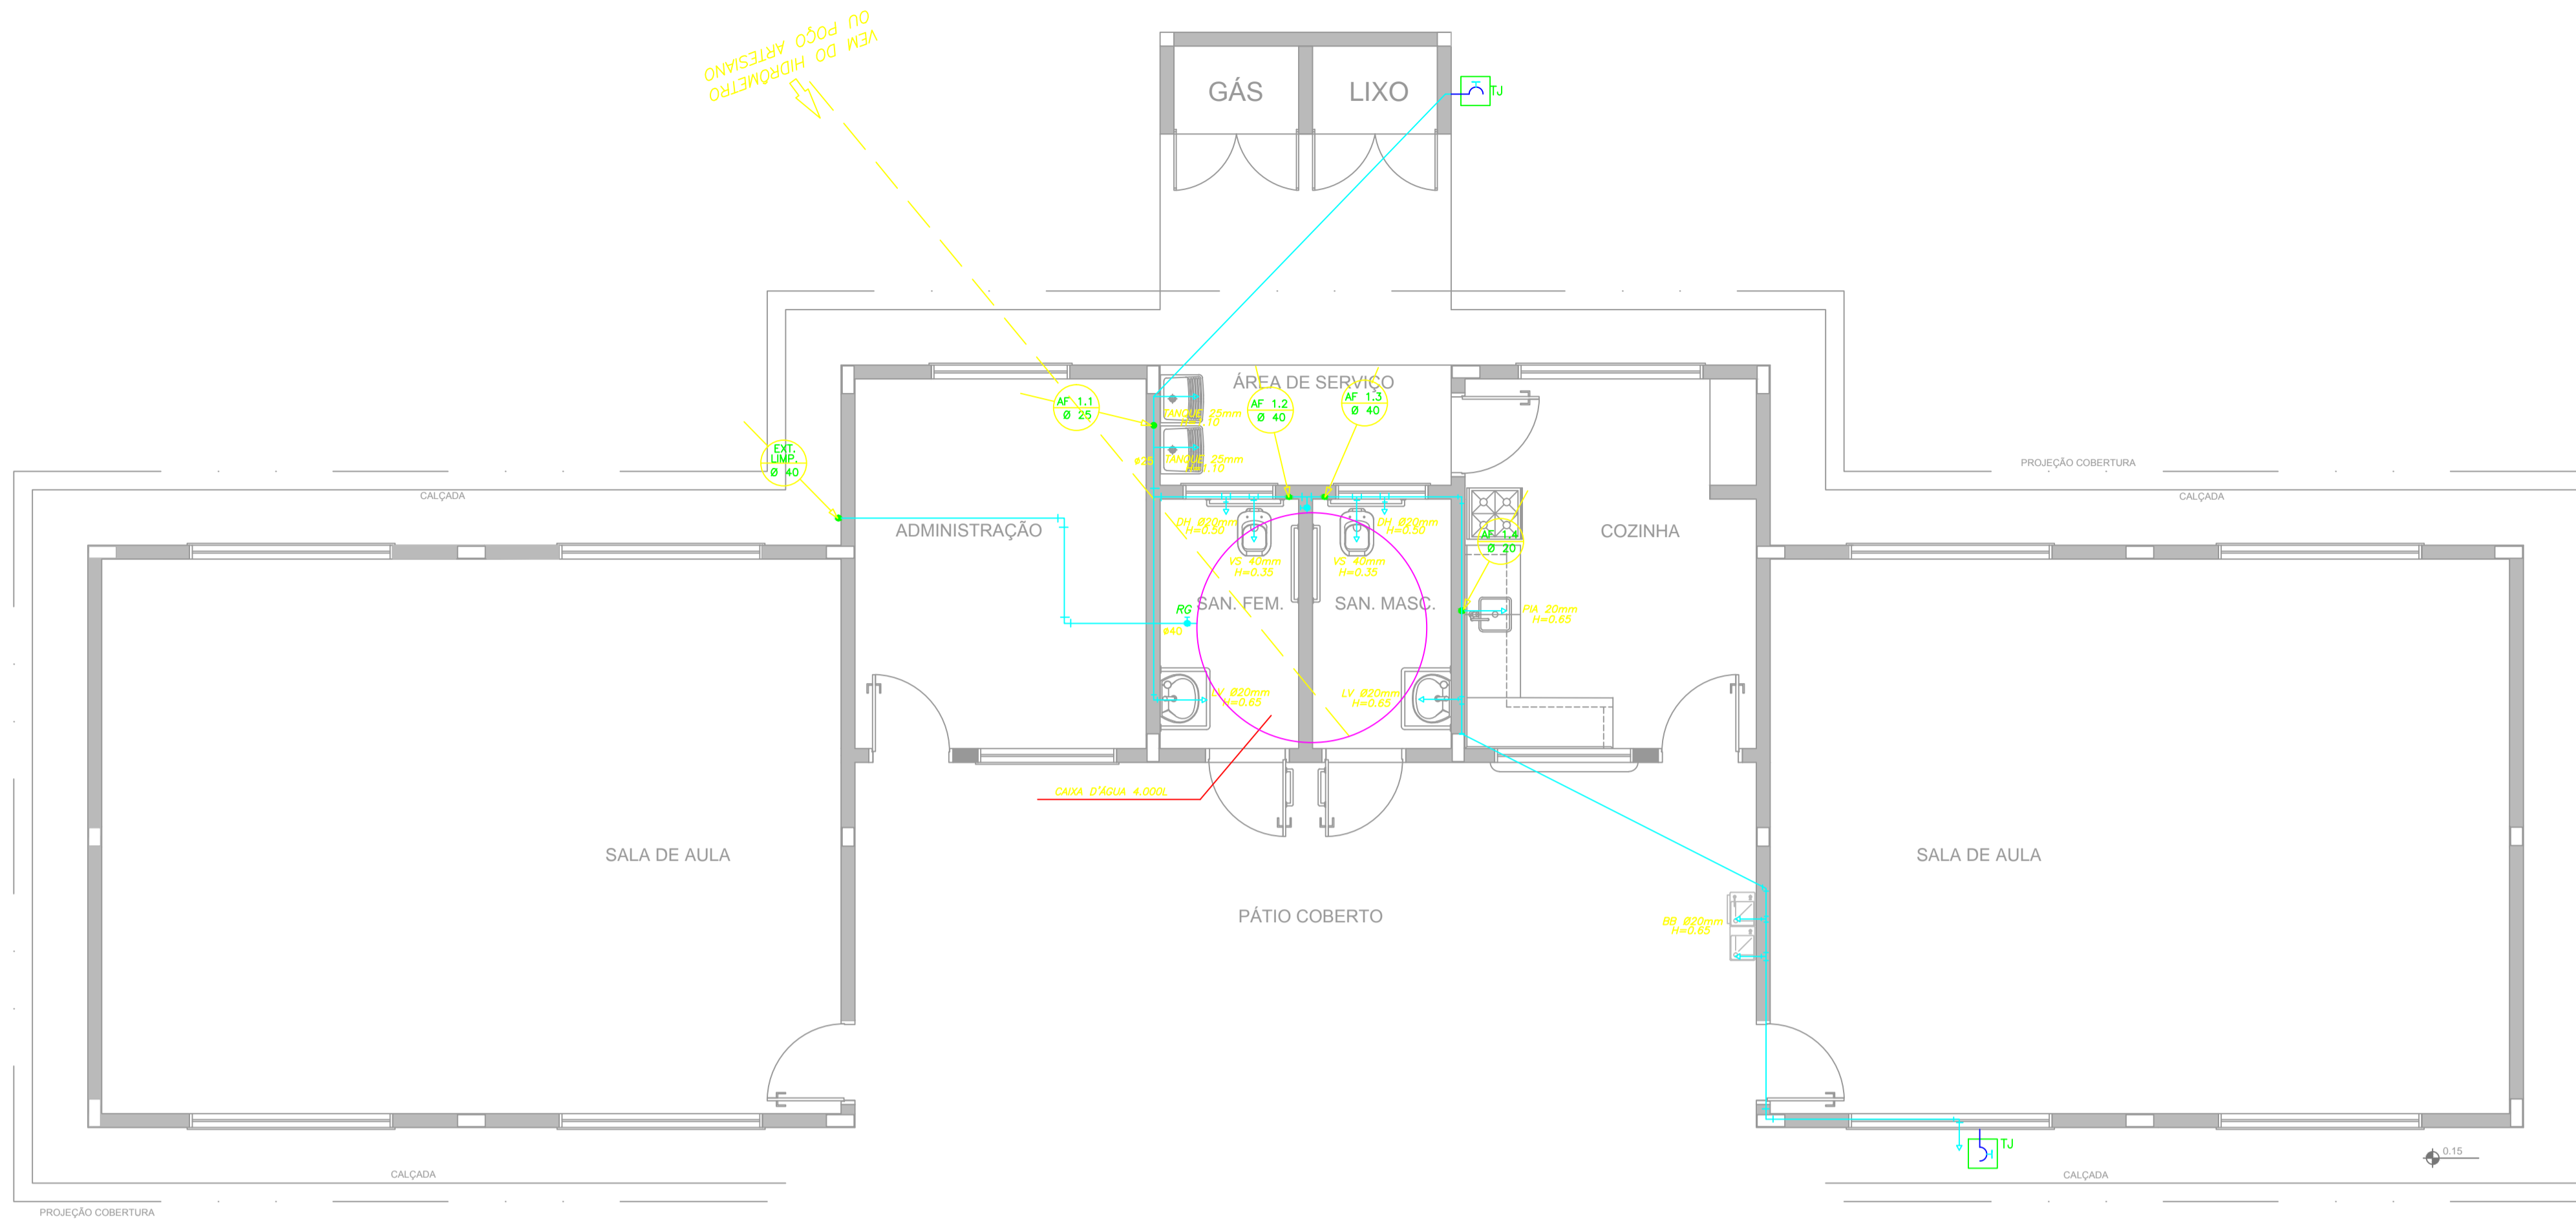 VEM DO HIDRÔMETRO
OU POÇO ARTESIANO
GÁS
LIXO
TJ
ÁREA DE SERVIÇO
AF 1.1
Ø 25
AF 1.2
Ø 40
AF 1.3
Ø 40
TANQUE 25mm
TANQUE 25mm
H=1.10
ø25
EXT.
LIMP.
Ø 40
PROJEÇÃO COBERTURA
CALÇADA
CALÇADA
ADMINISTRAÇÃO
DH Ø20mm
H=0.50
DH Ø20mm
H=0.50
COZINHA
AF 1.4
Ø 20
VS 40mm
H=0.35
VS 40mm
H=0.35
RG
SAN. FEM.
SAN. MASC.
ø40
PIA 20mm
H=0.65
LV Ø20mm
H=0.65
LV Ø20mm
H=0.65
CAIXA D'ÁGUA 4.000L
SALA DE AULA
SALA DE AULA
PÁTIO COBERTO
BB Ø20mm
H=0.65
TJ
0.15
CALÇADA
CALÇADA
PROJEÇÃO COBERTURA